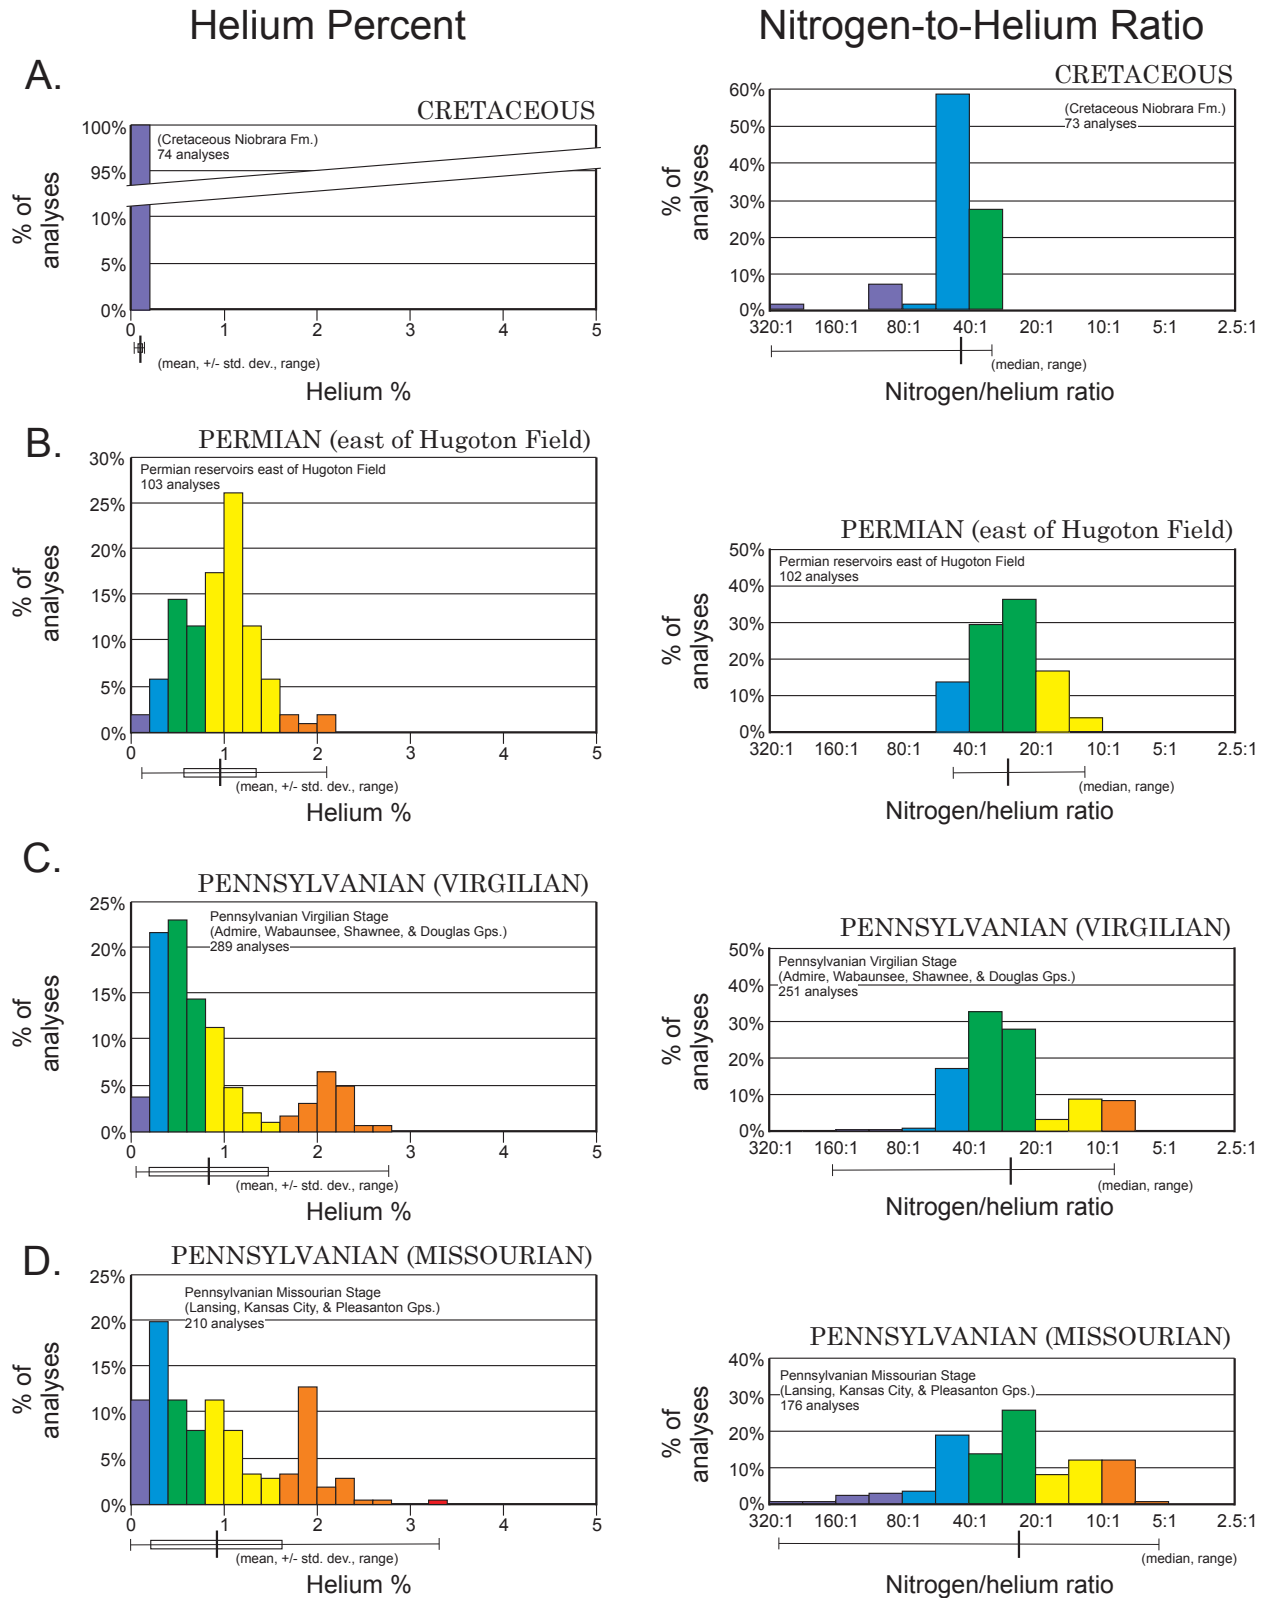 Helium Percent
Nitrogen-to-Helium Ratio
A.
CRETACEOUS
(Cretaceous Niobrara Fm.)
74 analyses
100%
95%
10%
5%
0%
% of
analyses
0 1 2 3 4 5
(mean, +/- std. dev., range)
Helium %
CRETACEOUS
(Cretaceous Niobrara Fm.)
73 analyses
60%
50%
40%
30%
20%
10%
0%
% of
analyses
320:1 160:1 80:1 40:1 20:1 10:1 5:1 2.5:1
(median, range)
Nitrogen/helium ratio
B.
PERMIAN (east of Hugoton Field)
Permian reservoirs east of Hugoton Field
103 analyses
30%
25%
20%
15%
10%
5%
0%
% of
analyses
0 1 2 3 4 5
(mean, +/- std. dev., range)
Helium %
PERMIAN (east of Hugoton Field)
Permian reservoirs east of Hugoton Field
102 analyses
50%
40%
30%
20%
10%
0%
% of
analyses
320:1 160:1 80:1 40:1 20:1 10:1 5:1 2.5:1
(median, range)
Nitrogen/helium ratio
C.
PENNSYLVANIAN (VIRGILIAN)
Pennsylvanian Virgilian Stage
(Admire, Wabaunsee, Shawnee, & Douglas Gps.)
289 analyses
25%
20%
15%
10%
5%
0%
% of
analyses
0 1 2 3 4 5
(mean, +/- std. dev., range)
Helium %
PENNSYLVANIAN (VIRGILIAN)
Pennsylvanian Virgilian Stage
(Admire, Wabaunsee, Shawnee, & Douglas Gps.)
251 analyses
50%
40%
30%
20%
10%
0%
% of
analyses
320:1 160:1 80:1 40:1 20:1 10:1 5:1 2.5:1
(median, range)
Nitrogen/helium ratio
D.
PENNSYLVANIAN (MISSOURIAN)
Pennsylvanian Missourian Stage
(Lansing, Kansas City, & Pleasanton Gps.)
210 analyses
25%
20%
15%
10%
5%
0%
% of
analyses
0 1 2 3 4 5
(mean, +/- std. dev., range)
Helium %
PENNSYLVANIAN (MISSOURIAN)
Pennsylvanian Missourian Stage
(Lansing, Kansas City, & Pleasanton Gps.)
176 analyses
40%
30%
20%
10%
0%
% of
analyses
320:1 160:1 80:1 40:1 20:1 10:1 5:1 2.5:1
(median, range)
Nitrogen/helium ratio